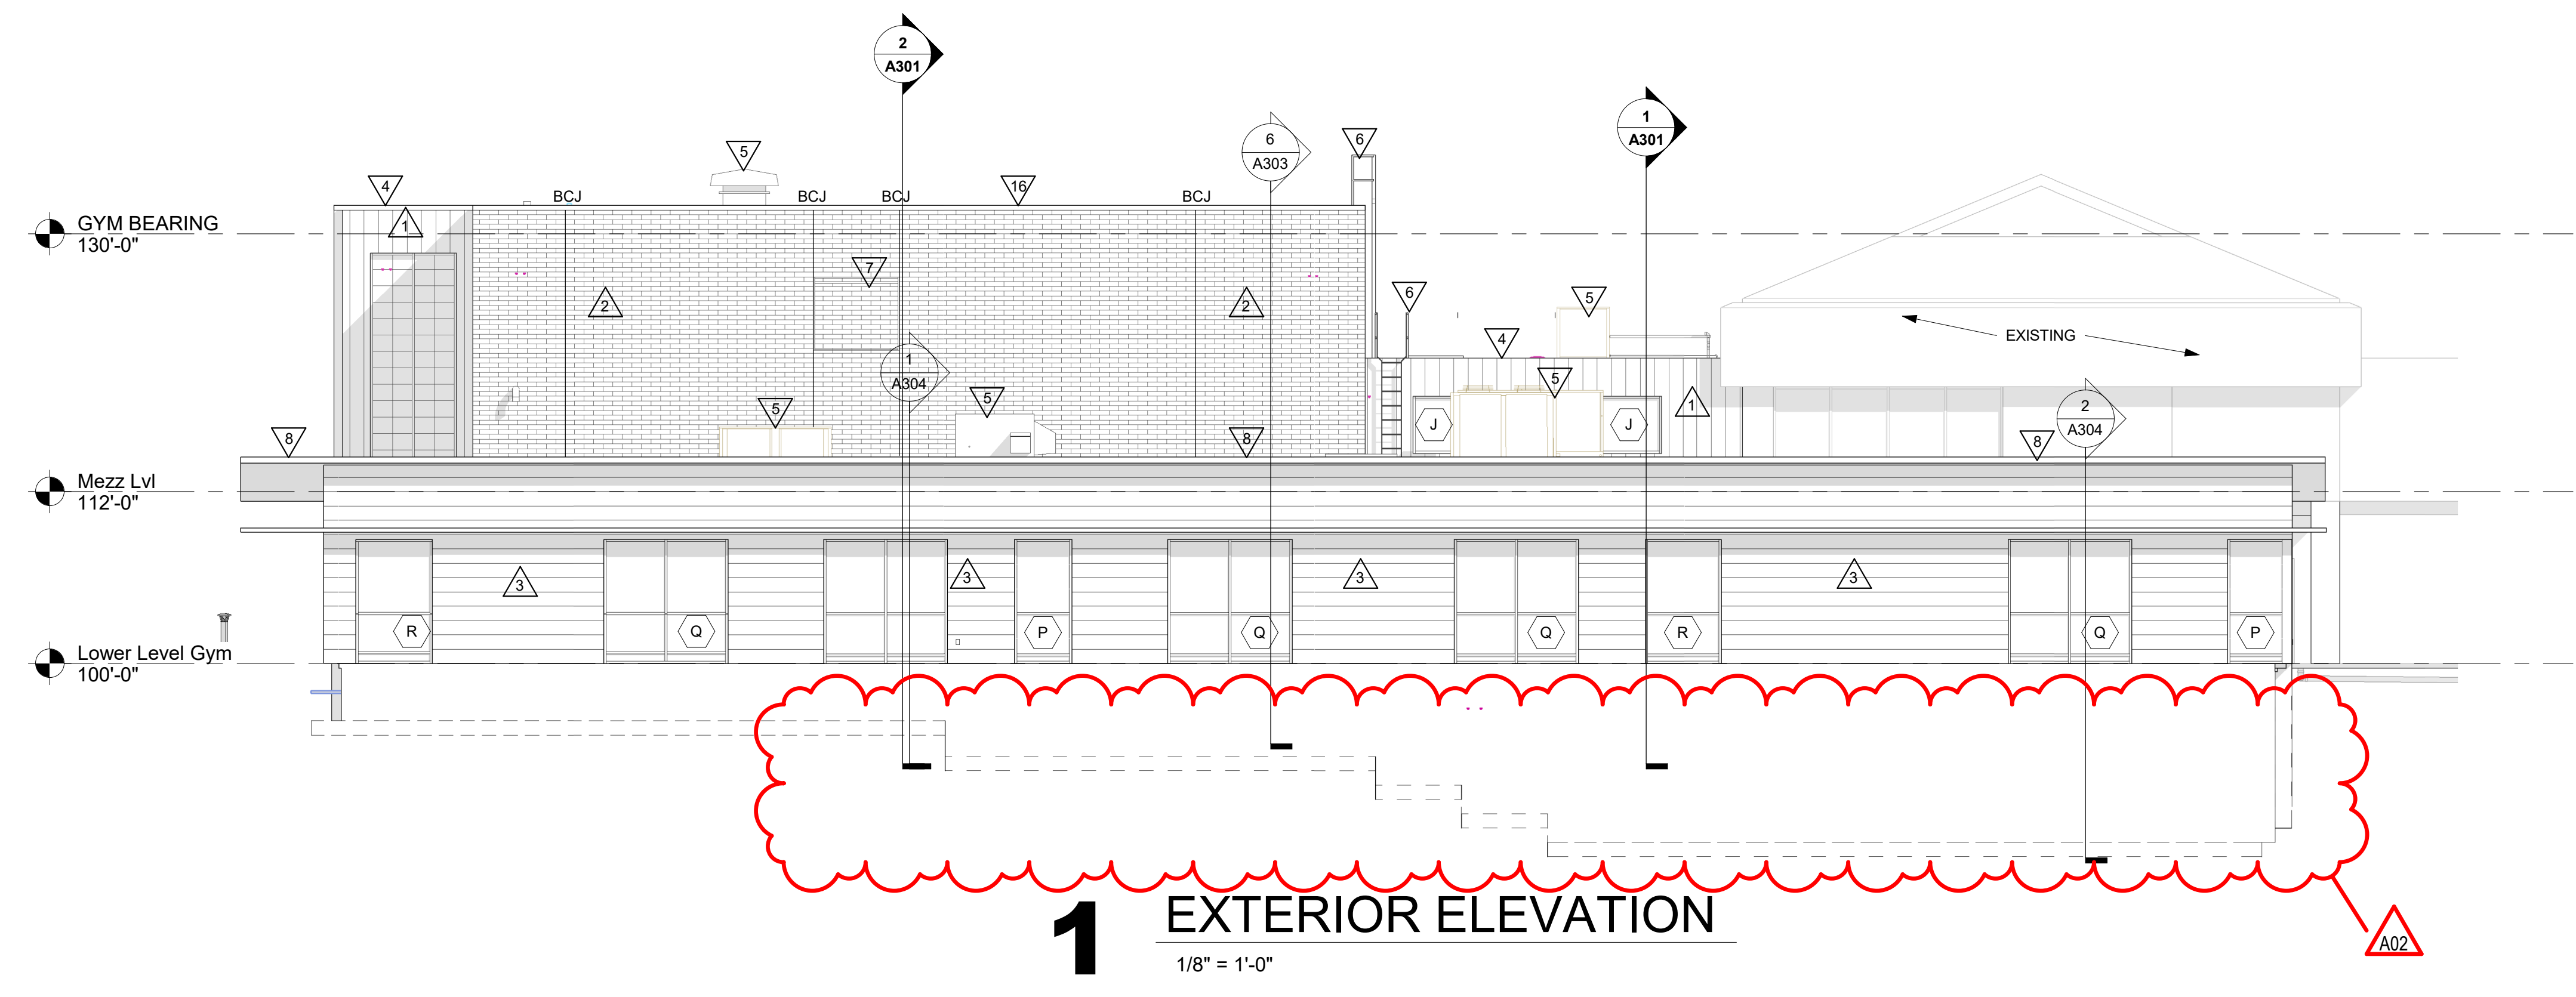 2
A301
1
A301
6
A303
6
5
4
16
BCJ
BCJ
BCJ
BCJ
1
GYM BEARING
130'-0"
7
2
2
6
5
4
EXISTING
1
A304
5
5
5
1
J
J
2
A304
8
8
8
Mezz Lvl
112'-0"
3
3
3
3
R
Q
P
Q
Q
R
Q
P
Lower Level Gym
100'-0"
1
EXTERIOR ELEVATION
1/8" = 1'-0"
A02